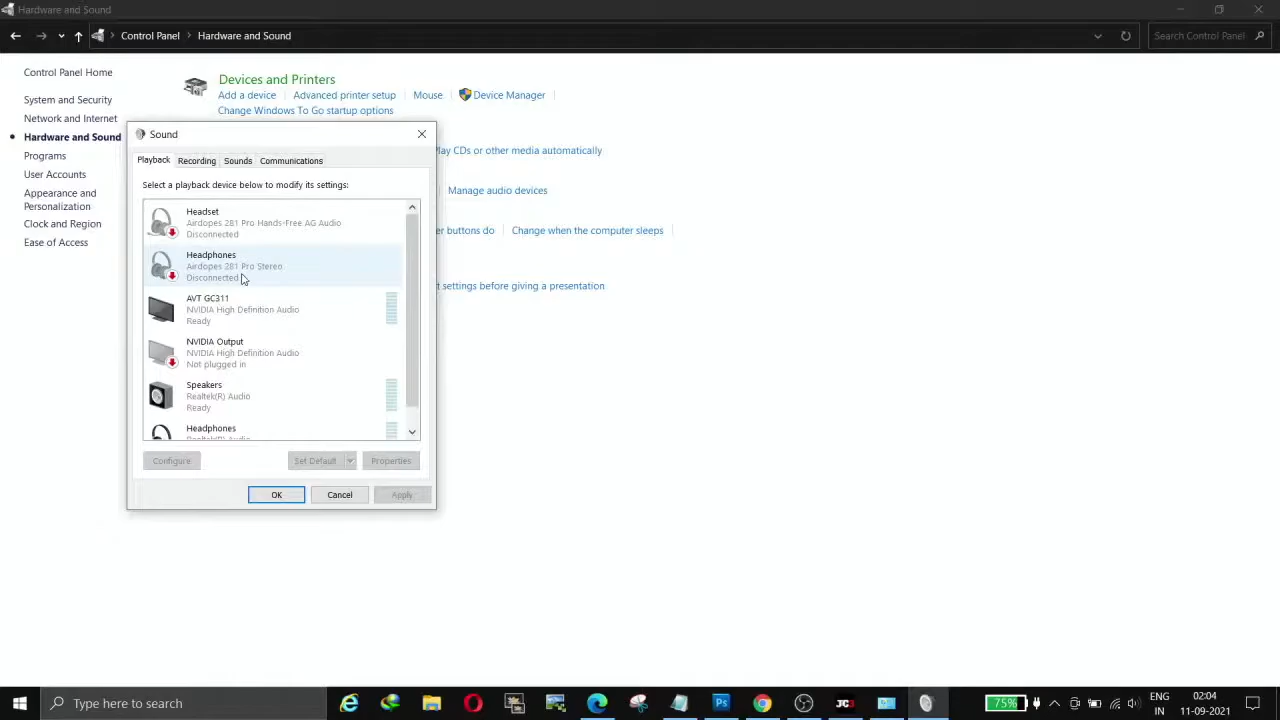 Hardware and Sound
Control Panel
Hardware and Sound
Search Control Panel
Control Panel Home
System and Security
Network and Internet
Hardware and Sound
Programs
User Accounts
Appearance and
Personalization
Clock and Region
Ease of Access
Devices and Printers
Add a device
Advanced printer setup
Mouse
Device Manager
Change Windows To Go startup options
Play CDs or other media automatically
Manage audio devices
er buttons do
Change when the computer sleeps
t settings before giving a presentation
Sound
Playback
Recording
Sounds
Communications
Select a playback device below to modify its settings:
Headset
Airdopes 281 Pro Hands-Free AG Audio
Disconnected
Headphones
Airdopes 281 Pro Stereo
Disconnected
AVT GC311
NVIDIA High Definition Audio
Ready
NVIDIA Output
NVIDIA High Definition Audio
Not plugged in
Speakers
Realtek(R) Audio
Ready
Headphones
Realtek(R) Audio
Configure
Set Default
Properties
OK
Cancel
Apply
Type here to search
Ps
JC3
75%
ENG
IN
02:04
11-09-2021